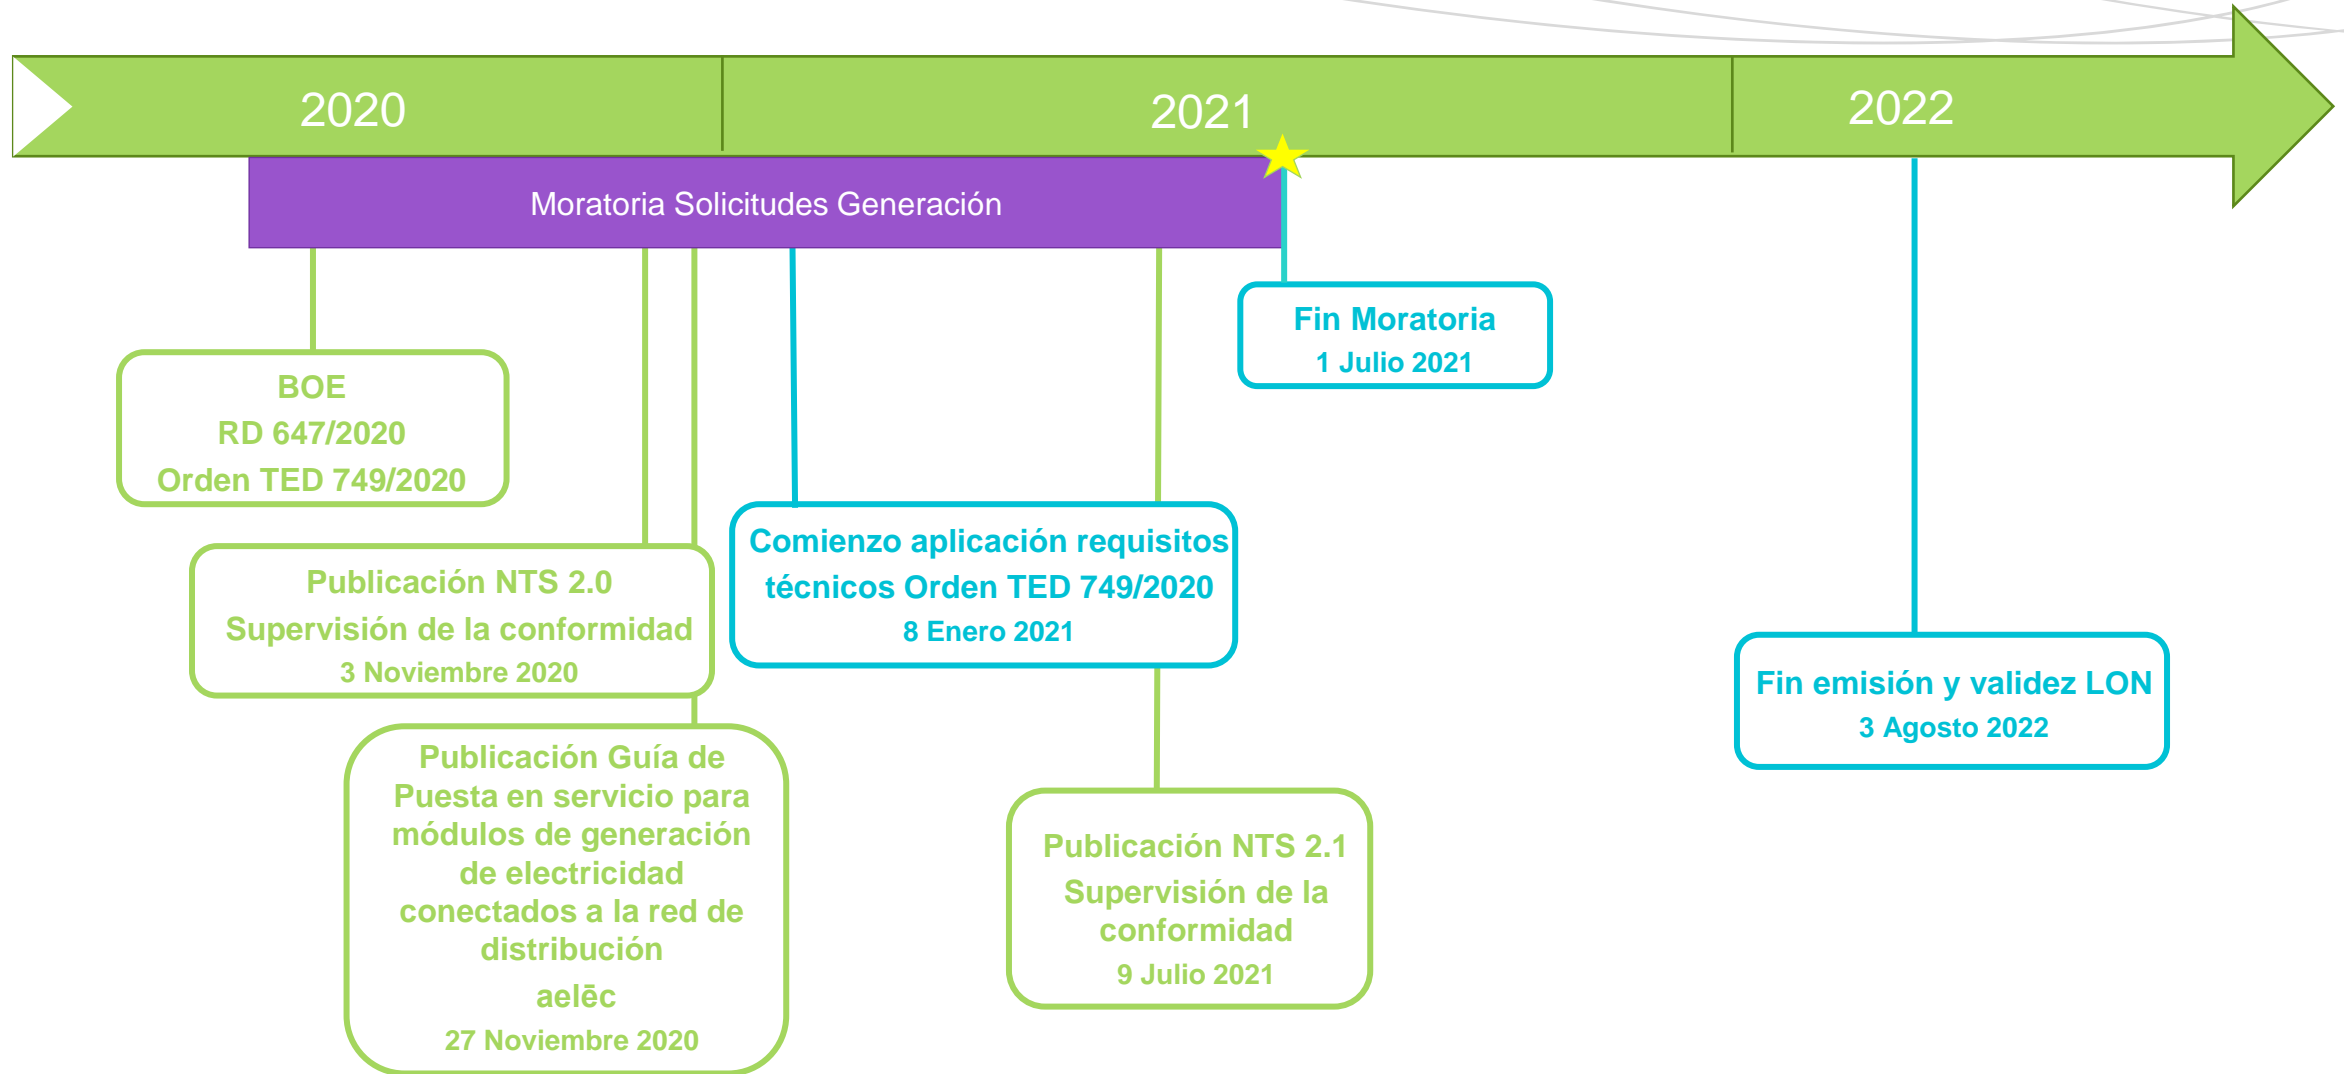 2020
2021
2022
Moratoria Solicitudes Generación
Fin Moratoria
1 Julio 2021
BOE
RD 647/2020
Orden TED 749/2020
Comienzo aplicación requisitos
técnicos Orden TED 749/2020
8 Enero 2021
Publicación NTS 2.0
Supervisión de la conformidad
3 Noviembre 2020
Fin emisión y validez LON
3 Agosto 2022
Publicación Guía de
Puesta en servicio para
módulos de generación
de electricidad
conectados a la red de
distribución
aelēc
27 Noviembre 2020
Publicación NTS 2.1
Supervisión de la
conformidad
9 Julio 2021